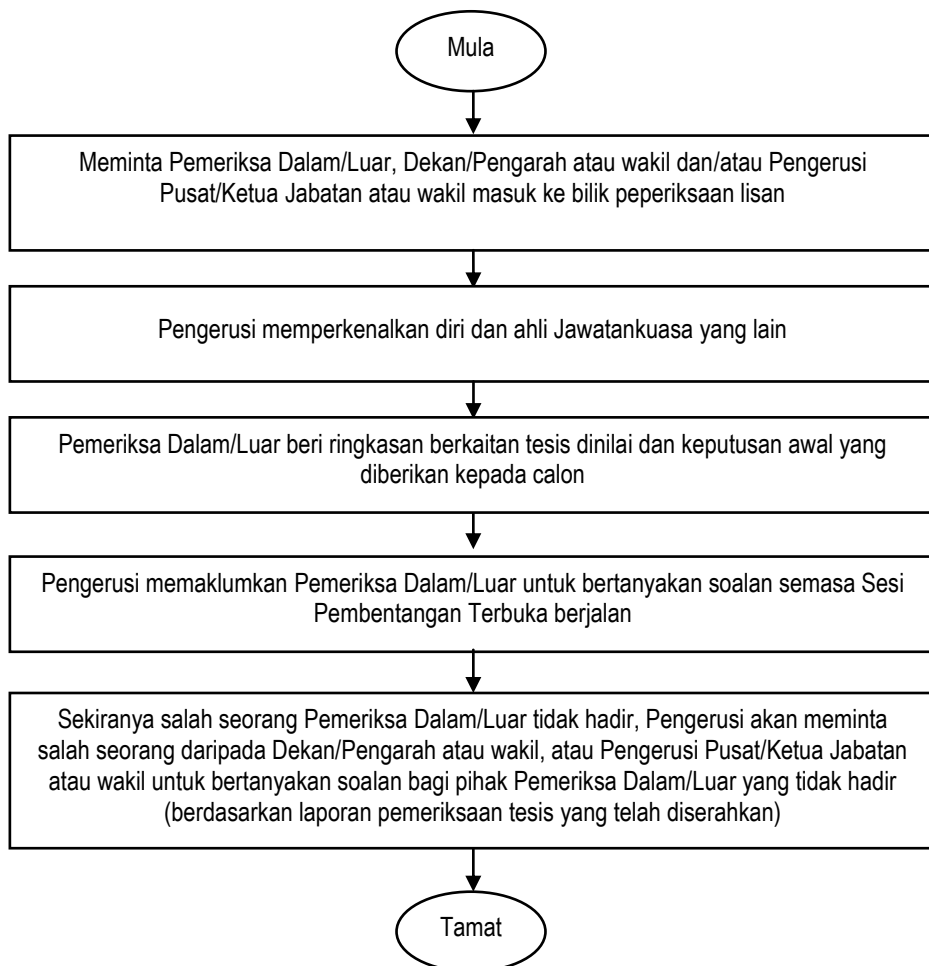 Mula
Meminta Pemeriksa Dalam/Luar, Dekan/Pengarah atau wakil dan/atau Pengerusi
Pusat/Ketua Jabatan atau wakil masuk ke bilik peperiksaan lisan
Pengerusi memperkenalkan diri dan ahli Jawatankuasa yang lain
Pemeriksa Dalam/Luar beri ringkasan berkaitan tesis dinilai dan keputusan awal yang
diberikan kepada calon
Pengerusi memaklumkan Pemeriksa Dalam/Luar untuk bertanyakan soalan semasa Sesi
Pembentangan Terbuka berjalan
Sekiranya salah seorang Pemeriksa Dalam/Luar tidak hadir, Pengerusi akan meminta
salah seorang daripada Dekan/Pengarah atau wakil, atau Pengerusi Pusat/Ketua Jabatan
atau wakil untuk bertanyakan soalan bagi pihak Pemeriksa Dalam/Luar yang tidak hadir
(berdasarkan laporan pemeriksaan tesis yang telah diserahkan)
Tamat